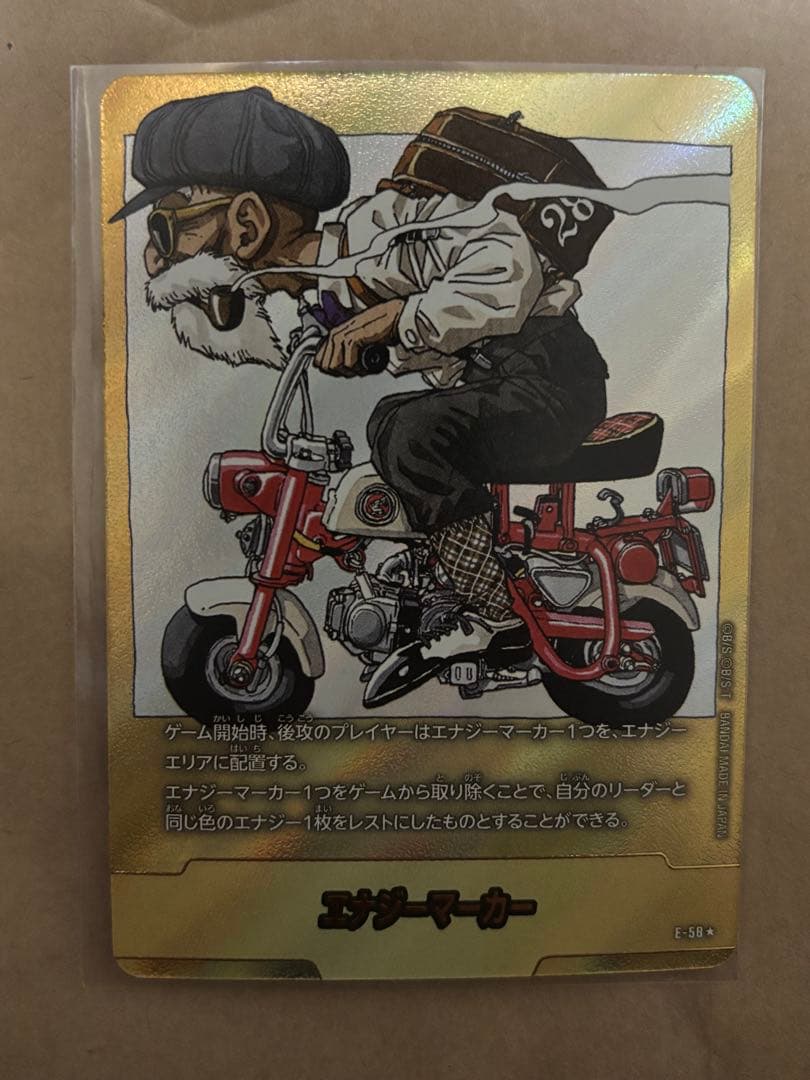 28
ゲーム開始時、後攻のプレイヤーはエナジーマーカー1つを、エナジー
エリアに配置する。
エナジーマーカー1つをゲームから取り除くことで、自分のリーダーと
同じ色のエナジー1枚をレストにしたものとすることができる。
エナジーマーカー
E-58★
©B/S ©B/S T BANDAI MADE IN JAPAN